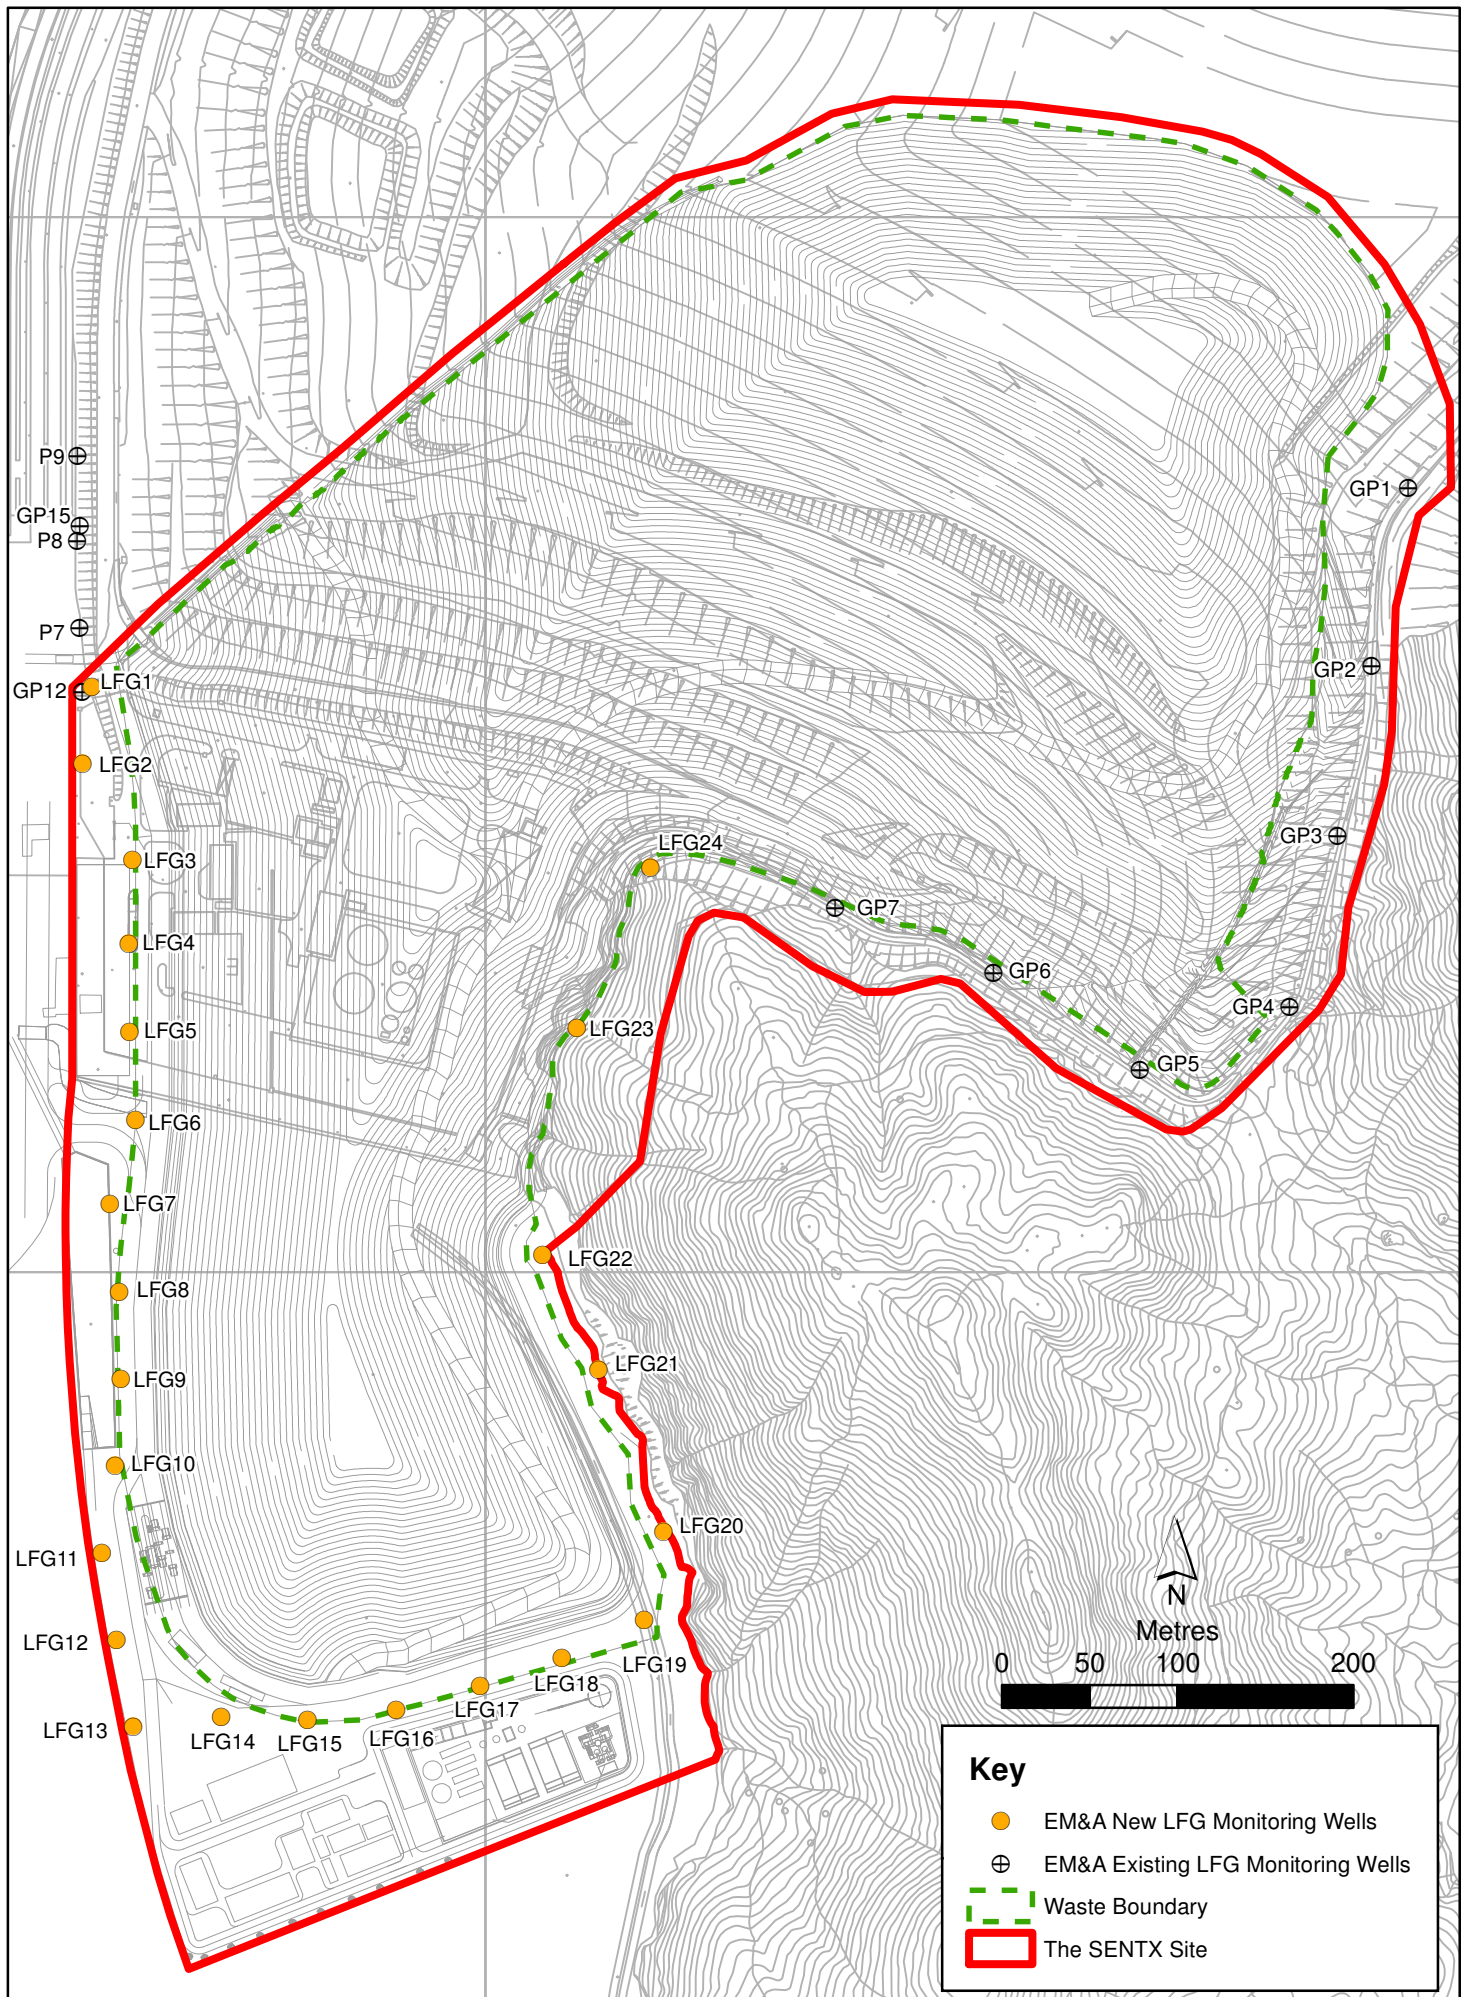 P9
GP15
P8
P7
GP12
LFG1
LFG2
LFG3
LFG4
LFG5
LFG6
LFG7
LFG8
LFG9
LFG10
LFG11
LFG12
LFG13
LFG14
LFG15
LFG16
LFG17
LFG18
LFG19
LFG20
LFG21
LFG22
LFG23
LFG24
GP7
GP6
GP5
GP4
GP3
GP2
GP1
N
Metres
0 50 100 200
Key
EM&A New LFG Monitoring Wells
EM&A Existing LFG Monitoring Wells
Waste Boundary
The SENTX Site